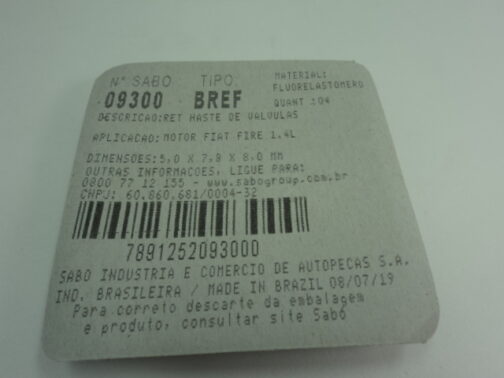 N° SABO TIPO MATERIAL:
09300 BREF FLUORELASTOMERO
QUANT :04
DESCRICAO:RET HASTE DE VALVULAS
APLICACAO: MOTOR FIAT FIRE 1.4L
DIMENSOES:5,0 X 7,9 X 8,0 MM
OUTRAS INFORMACOES, LIGUE PARA:
0800 77 12 155 - www.sabogroup.com.br
CNPJ: 60.860.681/0004-32
7891252093000
SABO INDUSTRIA E COMERCIO DE AUTOPECAS S.A.
IND. BRASILEIRA / MADE IN BRAZIL 08/07/19
Para correto descarte da embalagem
e produto, consultar site Sabó